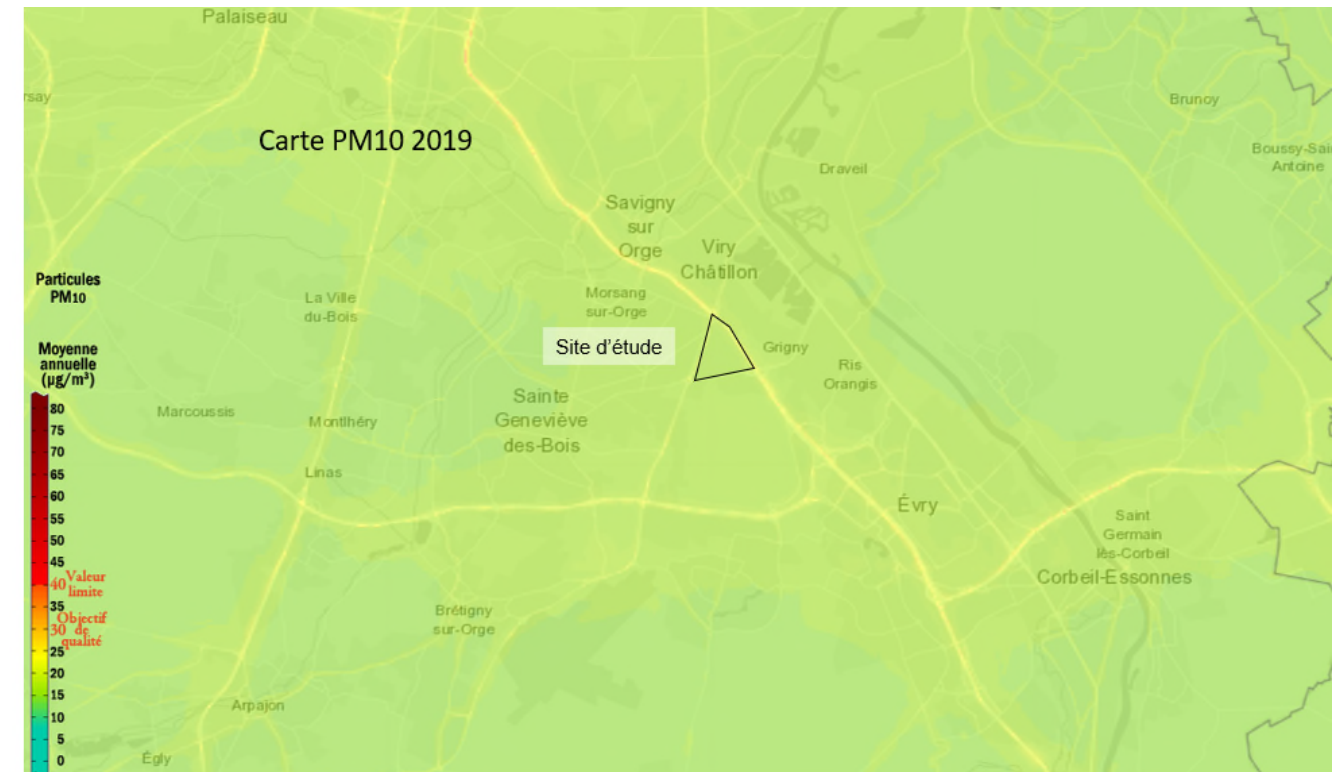 Palaiseau
rsay
Carte PM10 2019
Brunoy
Boussy-Sai
Antoine
Draveil
Savigny
sur
Orge
Viry
Châtillon
Particules
PM10
La Ville
du-Bois
Morsang
sur-Orge
Site d’étude
Grigny
Ris
Orangis
Moyenne
annuelle
(µg/m³)
Marcoussis
Montlhéry
Sainte
Geneviève
des-Bois
Linas
Évry
Saint
Germain
lès-Corbeil
Corbeil-Essonnes
80
75
70
65
60
55
50
45
40 Valeur
limite
35
Objectif
30 de
qualité
25
20
15
10
5
0
Brétigny
sur-Orge
Arpajon
Égly